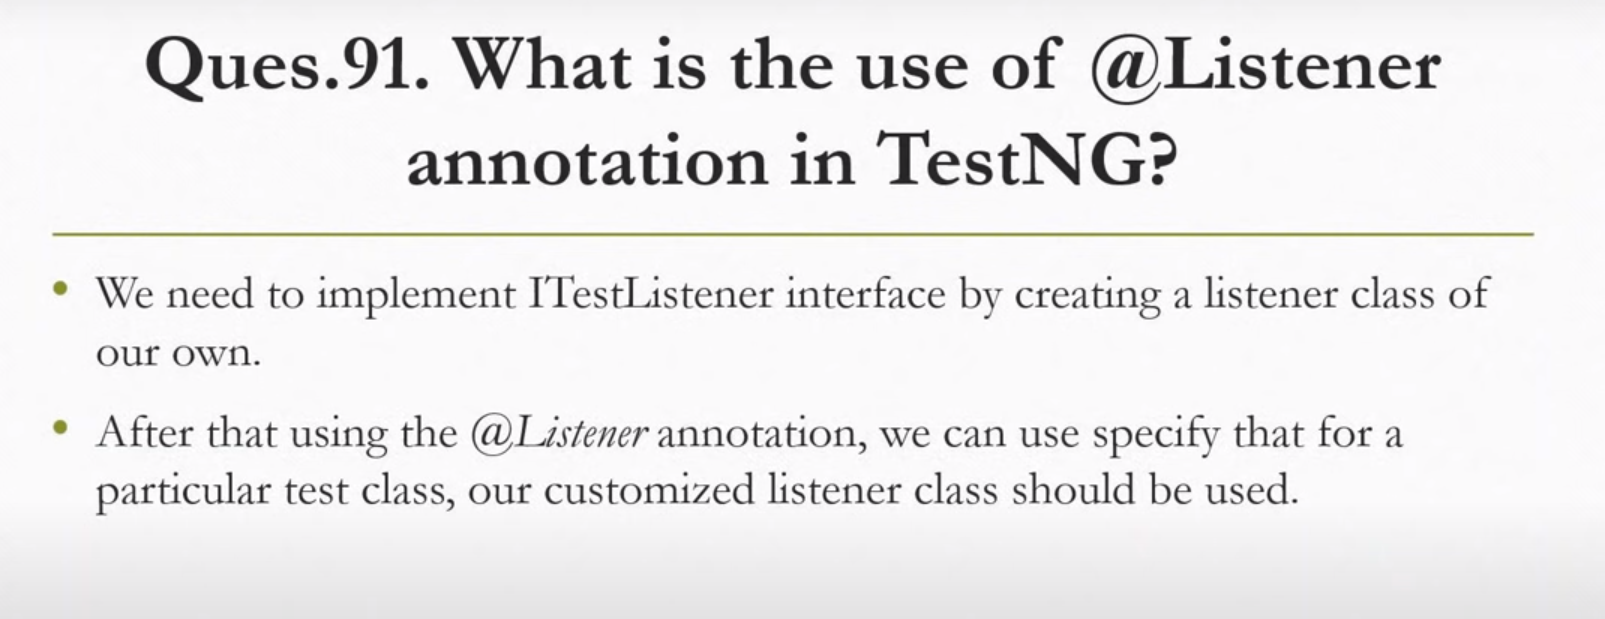 Ques.91. What is the use of @Listener
annotation in TestNG?
We need to implement ITestListener interface by creating a listener class of
our own.
After that using the @Listener annotation, we can use specify that for a
particular test class, our customized listener class should be used.